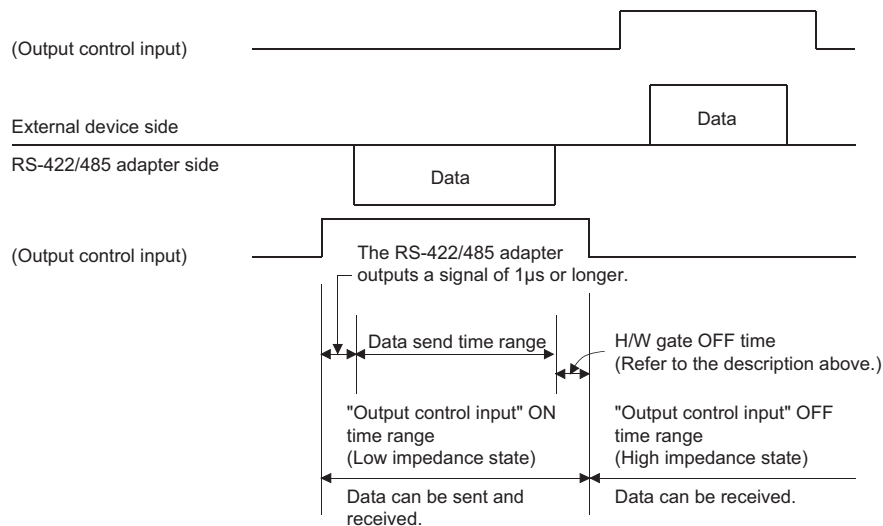 (Output control input)
External device side
Data
RS-422/485 adapter side
Data
(Output control input)
The RS-422/485 adapter
outputs a signal of 1μs or longer.
Data send time range
H/W gate OFF time
(Refer to the description above.)
"Output control input" ON
time range
(Low impedance state)
"Output control input" OFF
time range
(High impedance state)
Data can be sent and
received.
Data can be received.